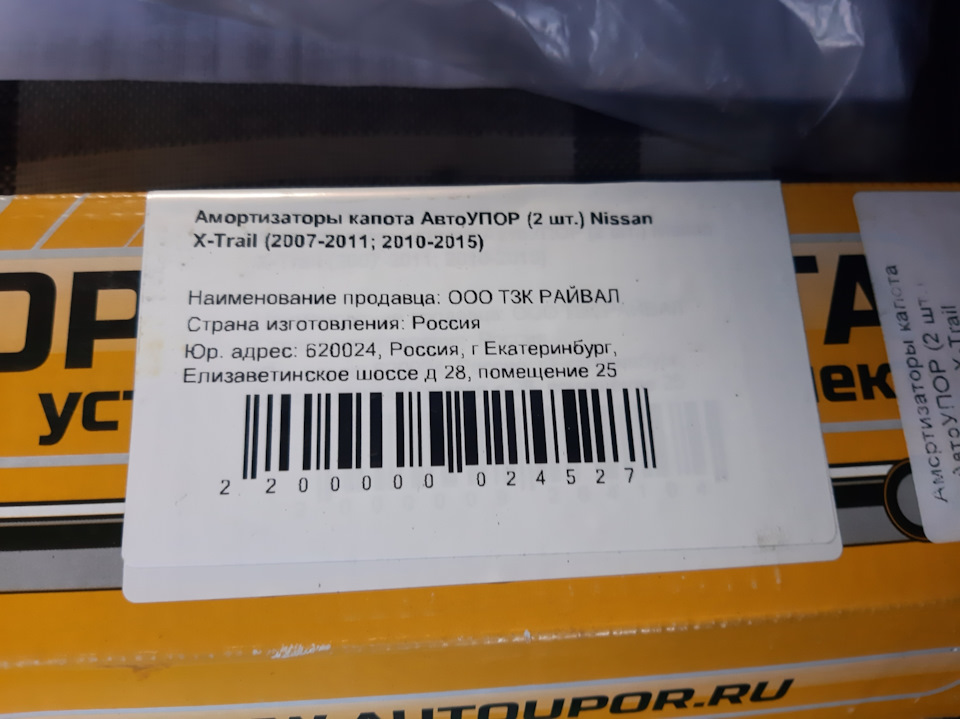 Амортизаторы капота АвтоУПОР (2 шт.) Nissan
X-Trail (2007-2011; 2010-2015)
Наименование продавца: ООО ТЗК РАЙВАЛ
Страна изготовления: Россия
Юр. адрес: 620024, Россия, г Екатеринбург,
Елизаветинское шоссе д 28, помещение 25
2 200000 024527
Амортизаторы капота
АвтоУПОР (2 шт.
X-Trail
AUTOUPOR.RU